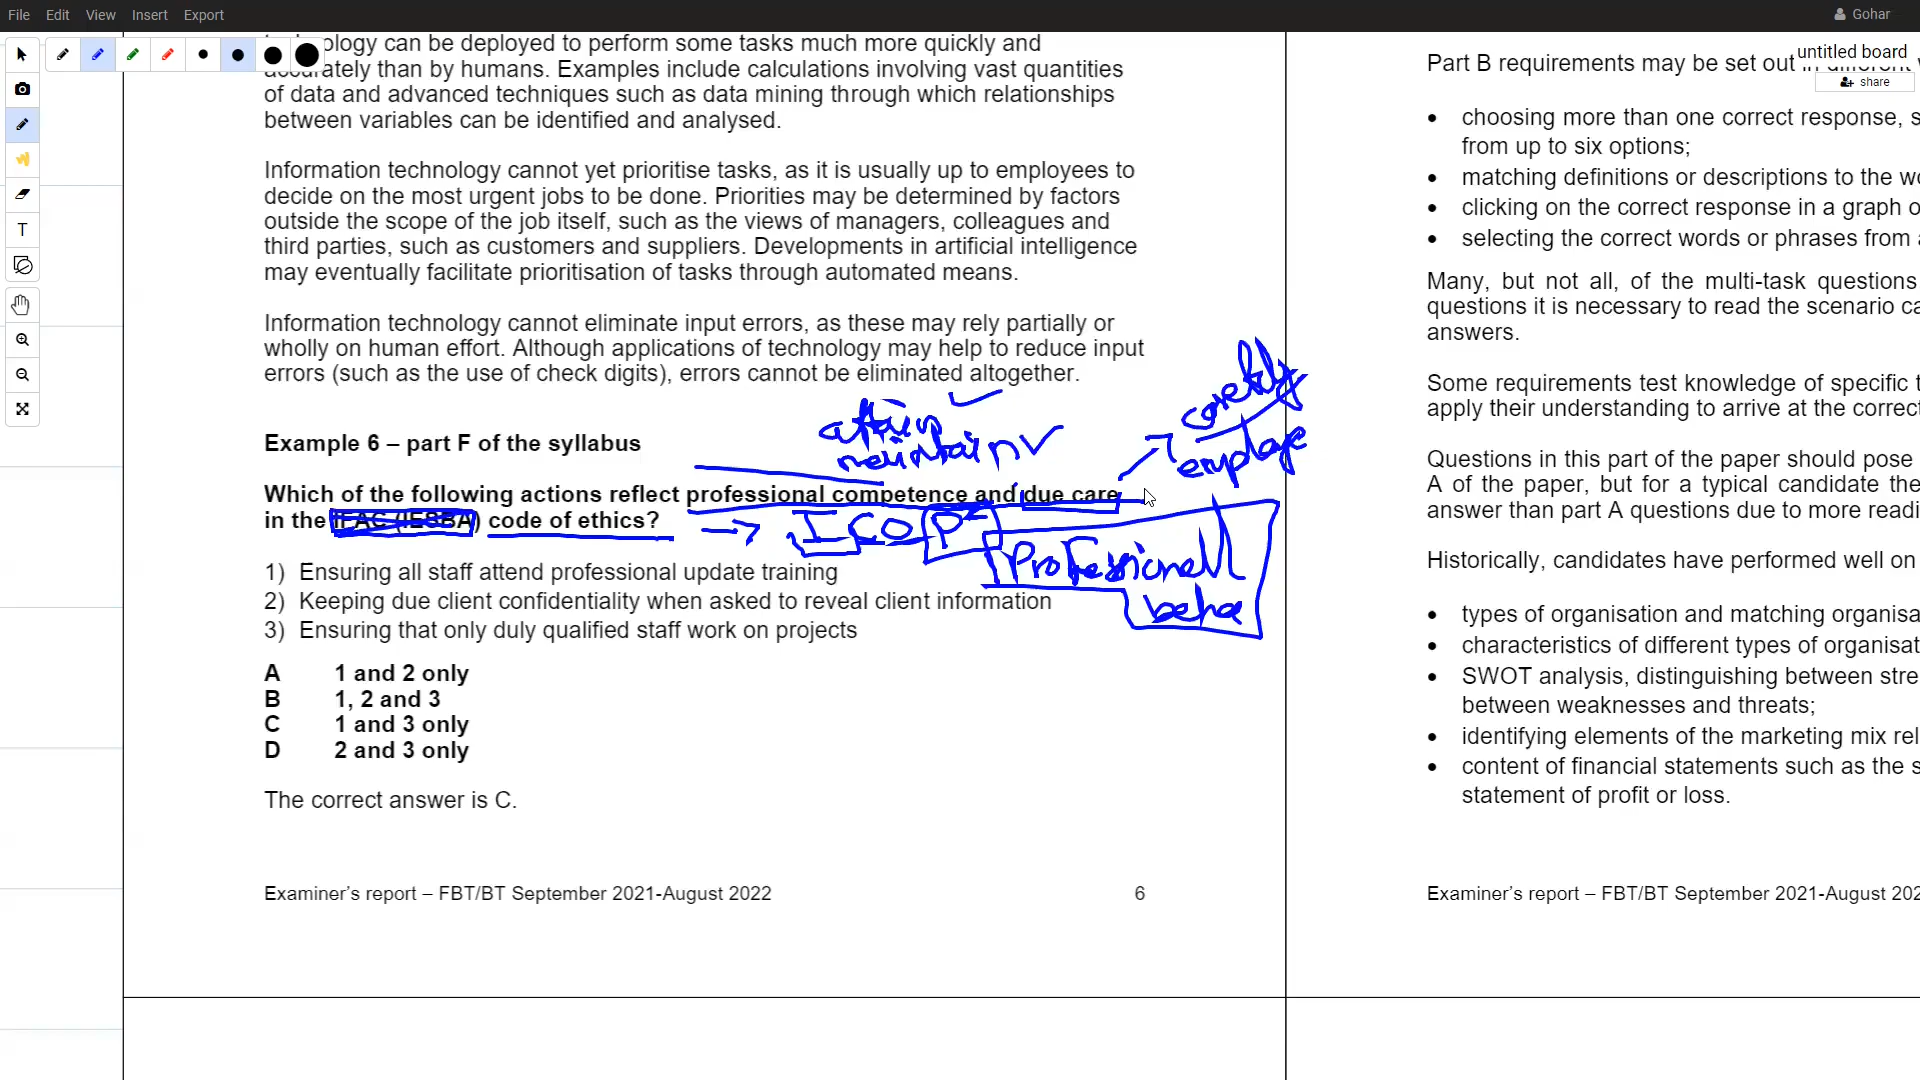 File Edit View Insert Export
Gohar
untitled board
share
technology can be deployed to perform some tasks much more quickly and
accurately than by humans. Examples include calculations involving vast quantities
of data and advanced techniques such as data mining through which relationships
between variables can be identified and analysed.
Information technology cannot yet prioritise tasks, as it is usually up to employees to
decide on the most urgent jobs to be done. Priorities may be determined by factors
outside the scope of the job itself, such as the views of managers, colleagues and
third parties, such as customers and suppliers. Developments in artificial intelligence
may eventually facilitate prioritisation of tasks through automated means.
Information technology cannot eliminate input errors, as these may rely partially or
wholly on human effort. Although applications of technology may help to reduce input
errors (such as the use of check digits), errors cannot be eliminated altogether.
attain
maintain
Example 6 – part F of the syllabus
Which of the following actions reflect professional competence and due care
in the IFAC (IESBA) code of ethics?
ICOP²
Professional
beha
1) Ensuring all staff attend professional update training
2) Keeping due client confidentiality when asked to reveal client information
3) Ensuring that only duly qualified staff work on projects
A 1 and 2 only
B 1, 2 and 3
C 1 and 3 only
D 2 and 3 only
The correct answer is C.
Examiner's report – FBT/BT September 2021-August 2022 6
Part B requirements may be set out in different
choosing more than one correct response, s
from up to six options;
matching definitions or descriptions to the wo
clicking on the correct response in a graph o
selecting the correct words or phrases from a
Many, but not all, of the multi-task questions
questions it is necessary to read the scenario ca
answers.
Some requirements test knowledge of specific t
apply their understanding to arrive at the correct
Questions in this part of the paper should pose
A of the paper, but for a typical candidate the
answer than part A questions due to more readi
Historically, candidates have performed well on
types of organisation and matching organisa
characteristics of different types of organisat
SWOT analysis, distinguishing between stre
between weaknesses and threats;
identifying elements of the marketing mix rel
content of financial statements such as the s
statement of profit or loss.
Examiner's report – FBT/BT September 2021-August 202